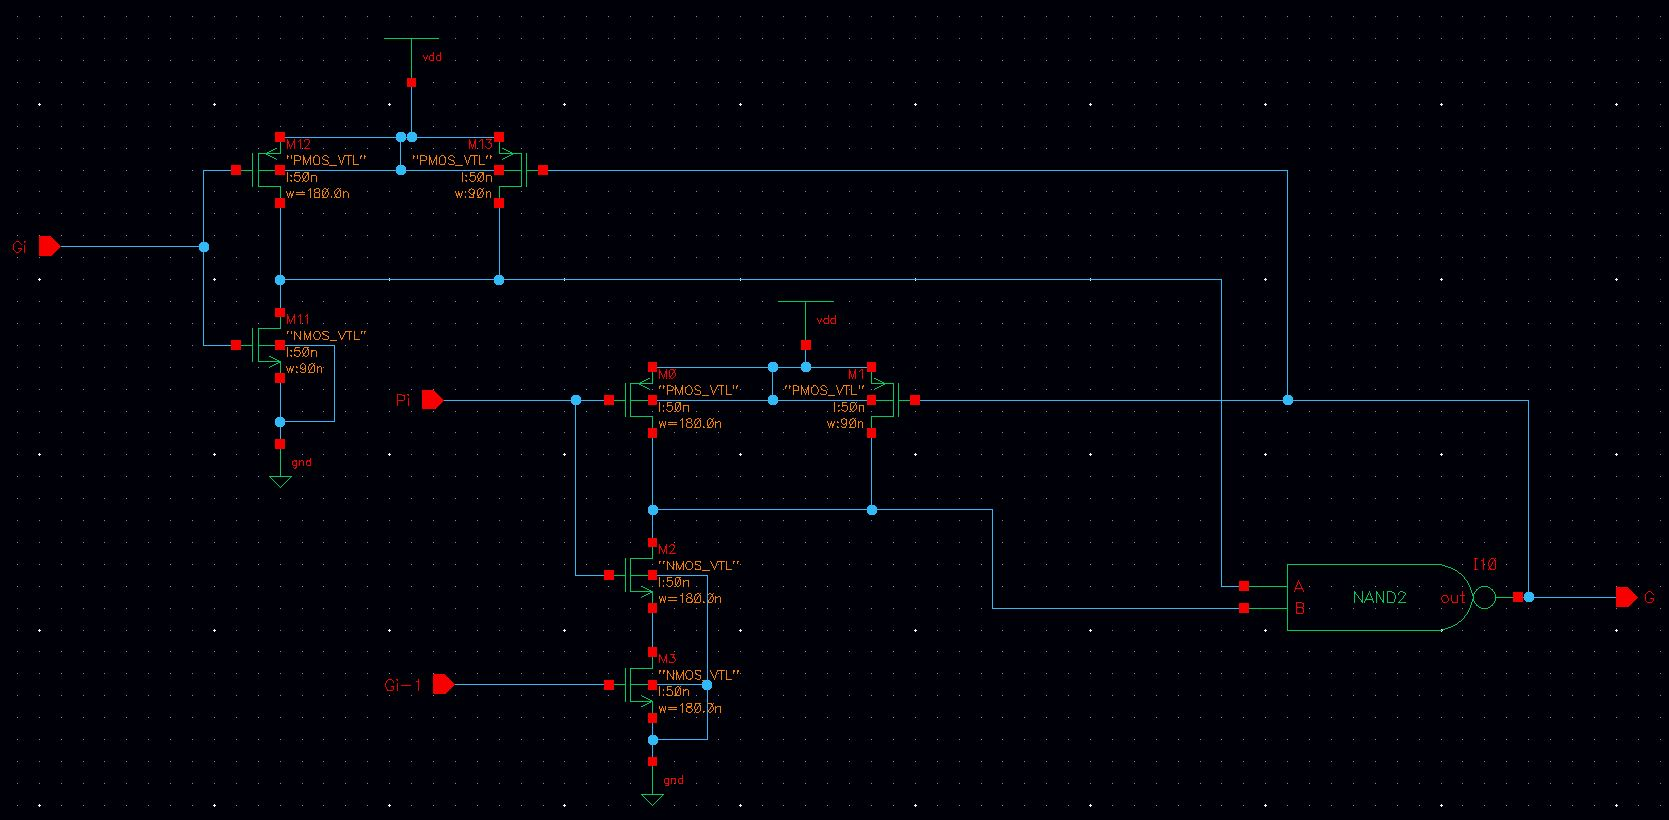 vdd
M12
M13
"PMOS_VTL"
"PMOS_VTL"
l:50n
l:50n
w=180.0n
w:90n
Gi
M11
"NMOS_VTL"
l:50n
w:90n
gnd
vdd
M0
M1
"PMOS_VTL"
"PMOS_VTL"
Pi
l:50n
l:50n
w=180.0n
w:90n
M2
"NMOS_VTL"
l:50n
w=180.0n
I10
A
NAND2
out
G
B
M3
"NMOS_VTL"
Gi-1
l:50n
w=180.0n
gnd